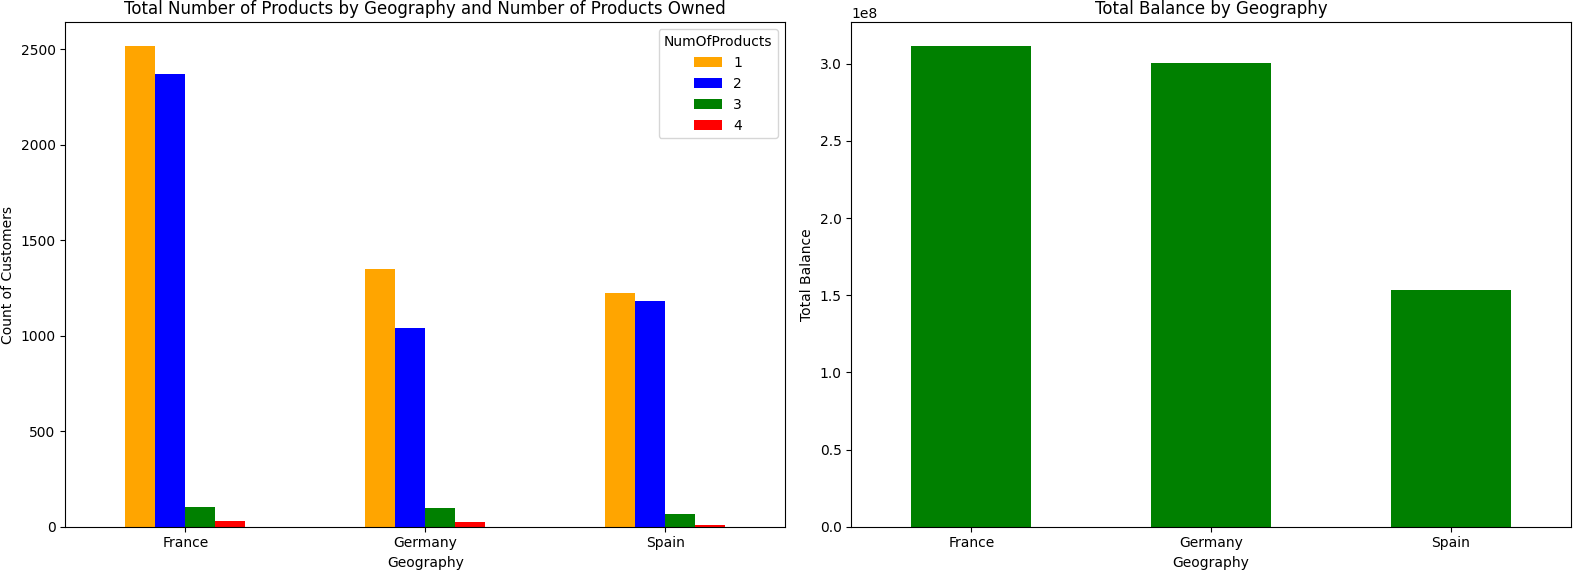 Total Number of Products by Geography and Number of Products Owned
NumOfProducts
1
2
3
4
2500
2000
1500
1000
500
0
Count of Customers
France
Germany
Spain
Geography
Total Balance by Geography
1e8
3.0
2.5
2.0
1.5
1.0
0.5
0.0
Total Balance
France
Germany
Spain
Geography